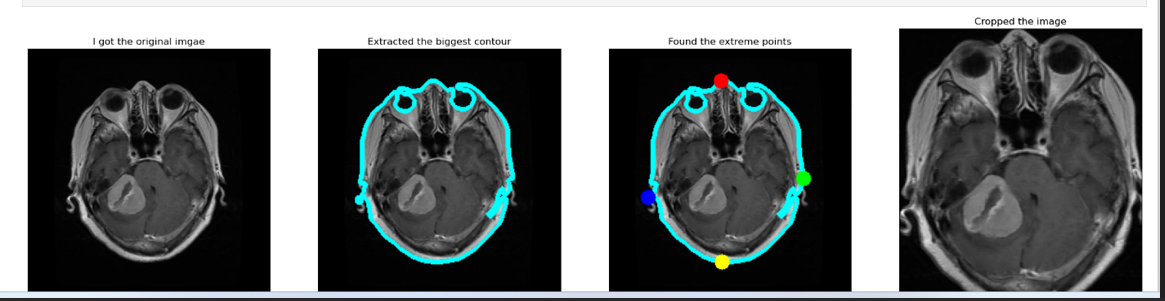 I got the original imgae
Extracted the biggest contour
Found the extreme points
Cropped the image